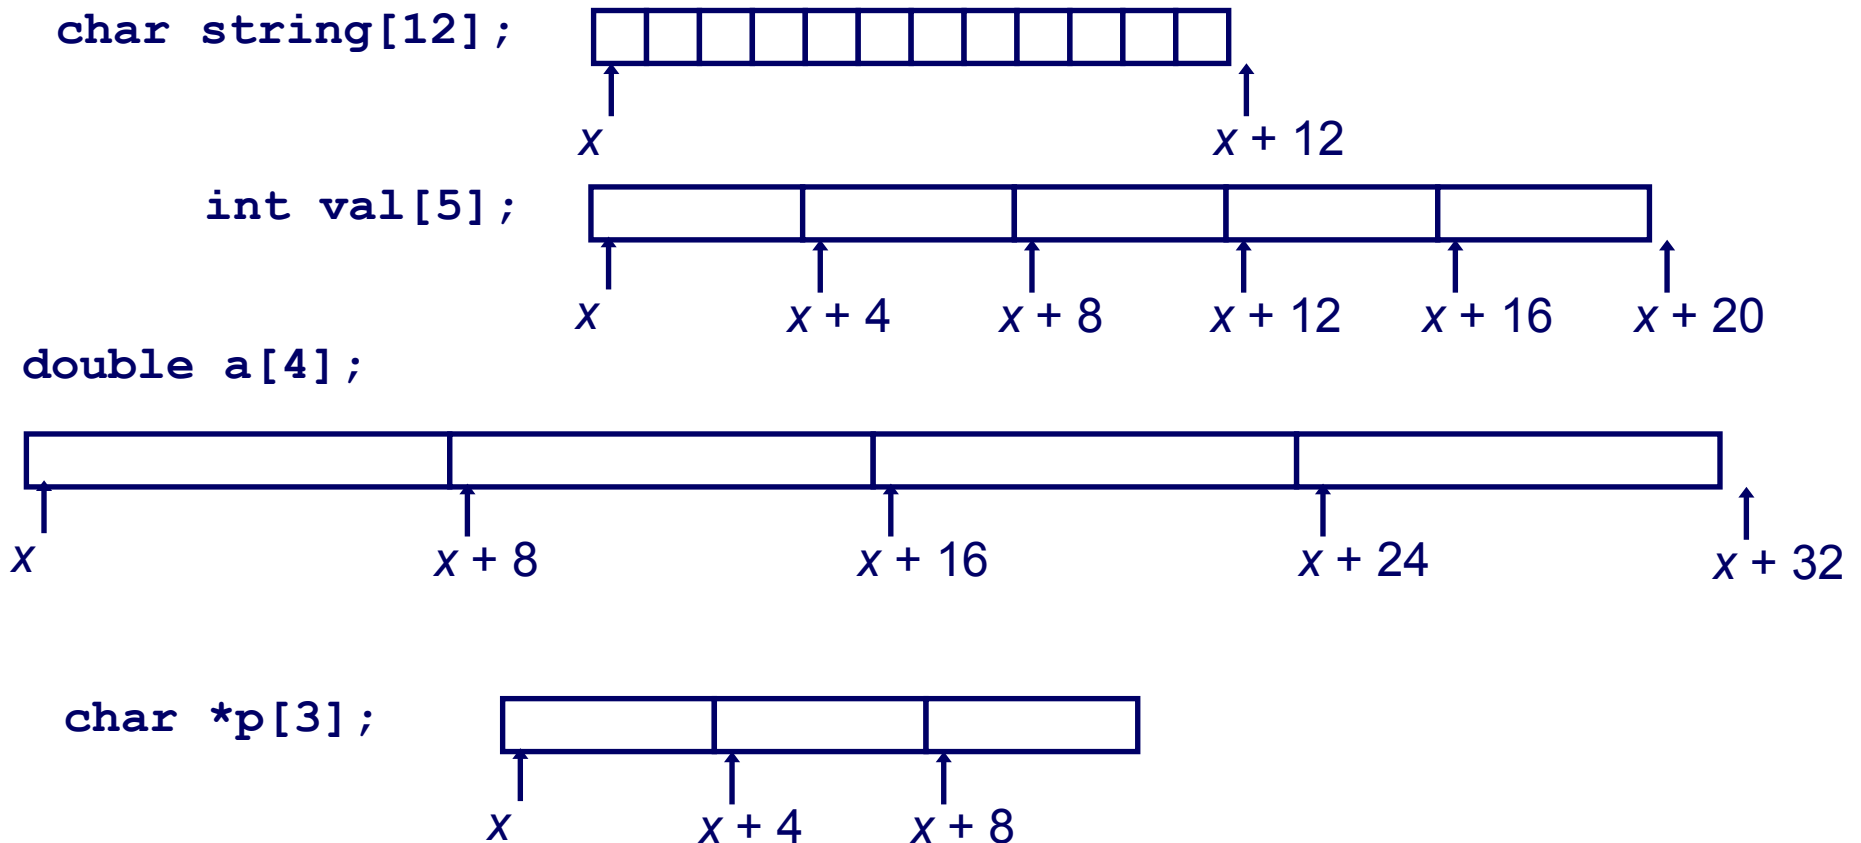 char string[12];
x x + 12
int val[5];
x x + 4 x + 8 x + 12 x + 16 x + 20
double a[4];
x x + 8 x + 16 x + 24 x + 32
char *p[3];
x x + 4 x + 8